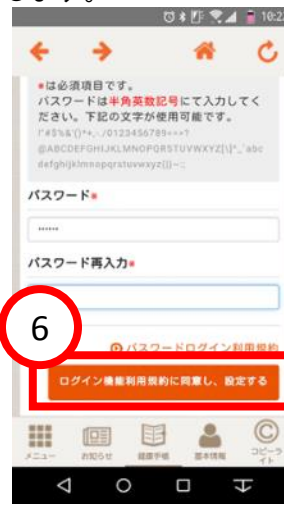 ます。
10:2
*は必須項目です。
パスワードは半角英数記号にて入力してく
ださい。下記の文字が使用可能です。
@ABCDEFGHIJKLMNOPQRSTUVWXYZ[\]^_`abc
defghijklmnopqrstuvwxyz{|}~;
パスワード*
••••••
パスワード再入力*
6
パスワードログイン利用規約
ログイン機能利用規約に同意し、設定する
メニュー
お知らせ
健康手帳
基本情報
コピーラ
イト